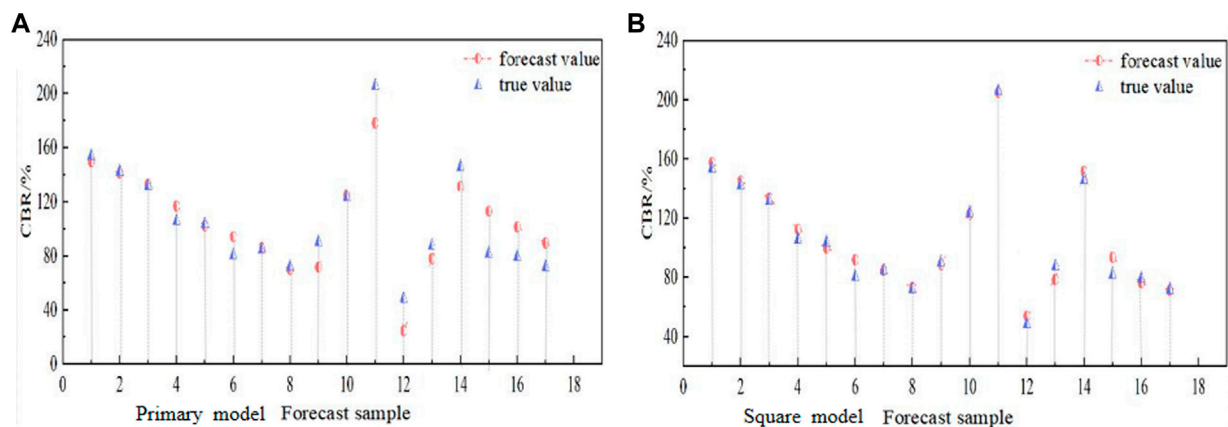 A
240
200
160
120
80
40
0
CBR/%
forecast value
true value
0 2 4 6 8 10 12 14 16 18
Primary model Forecast sample
B
240
200
160
120
80
40
CBR/%
forecast value
true value
0 2 4 6 8 10 12 14 16 18
Square model Forecast sample